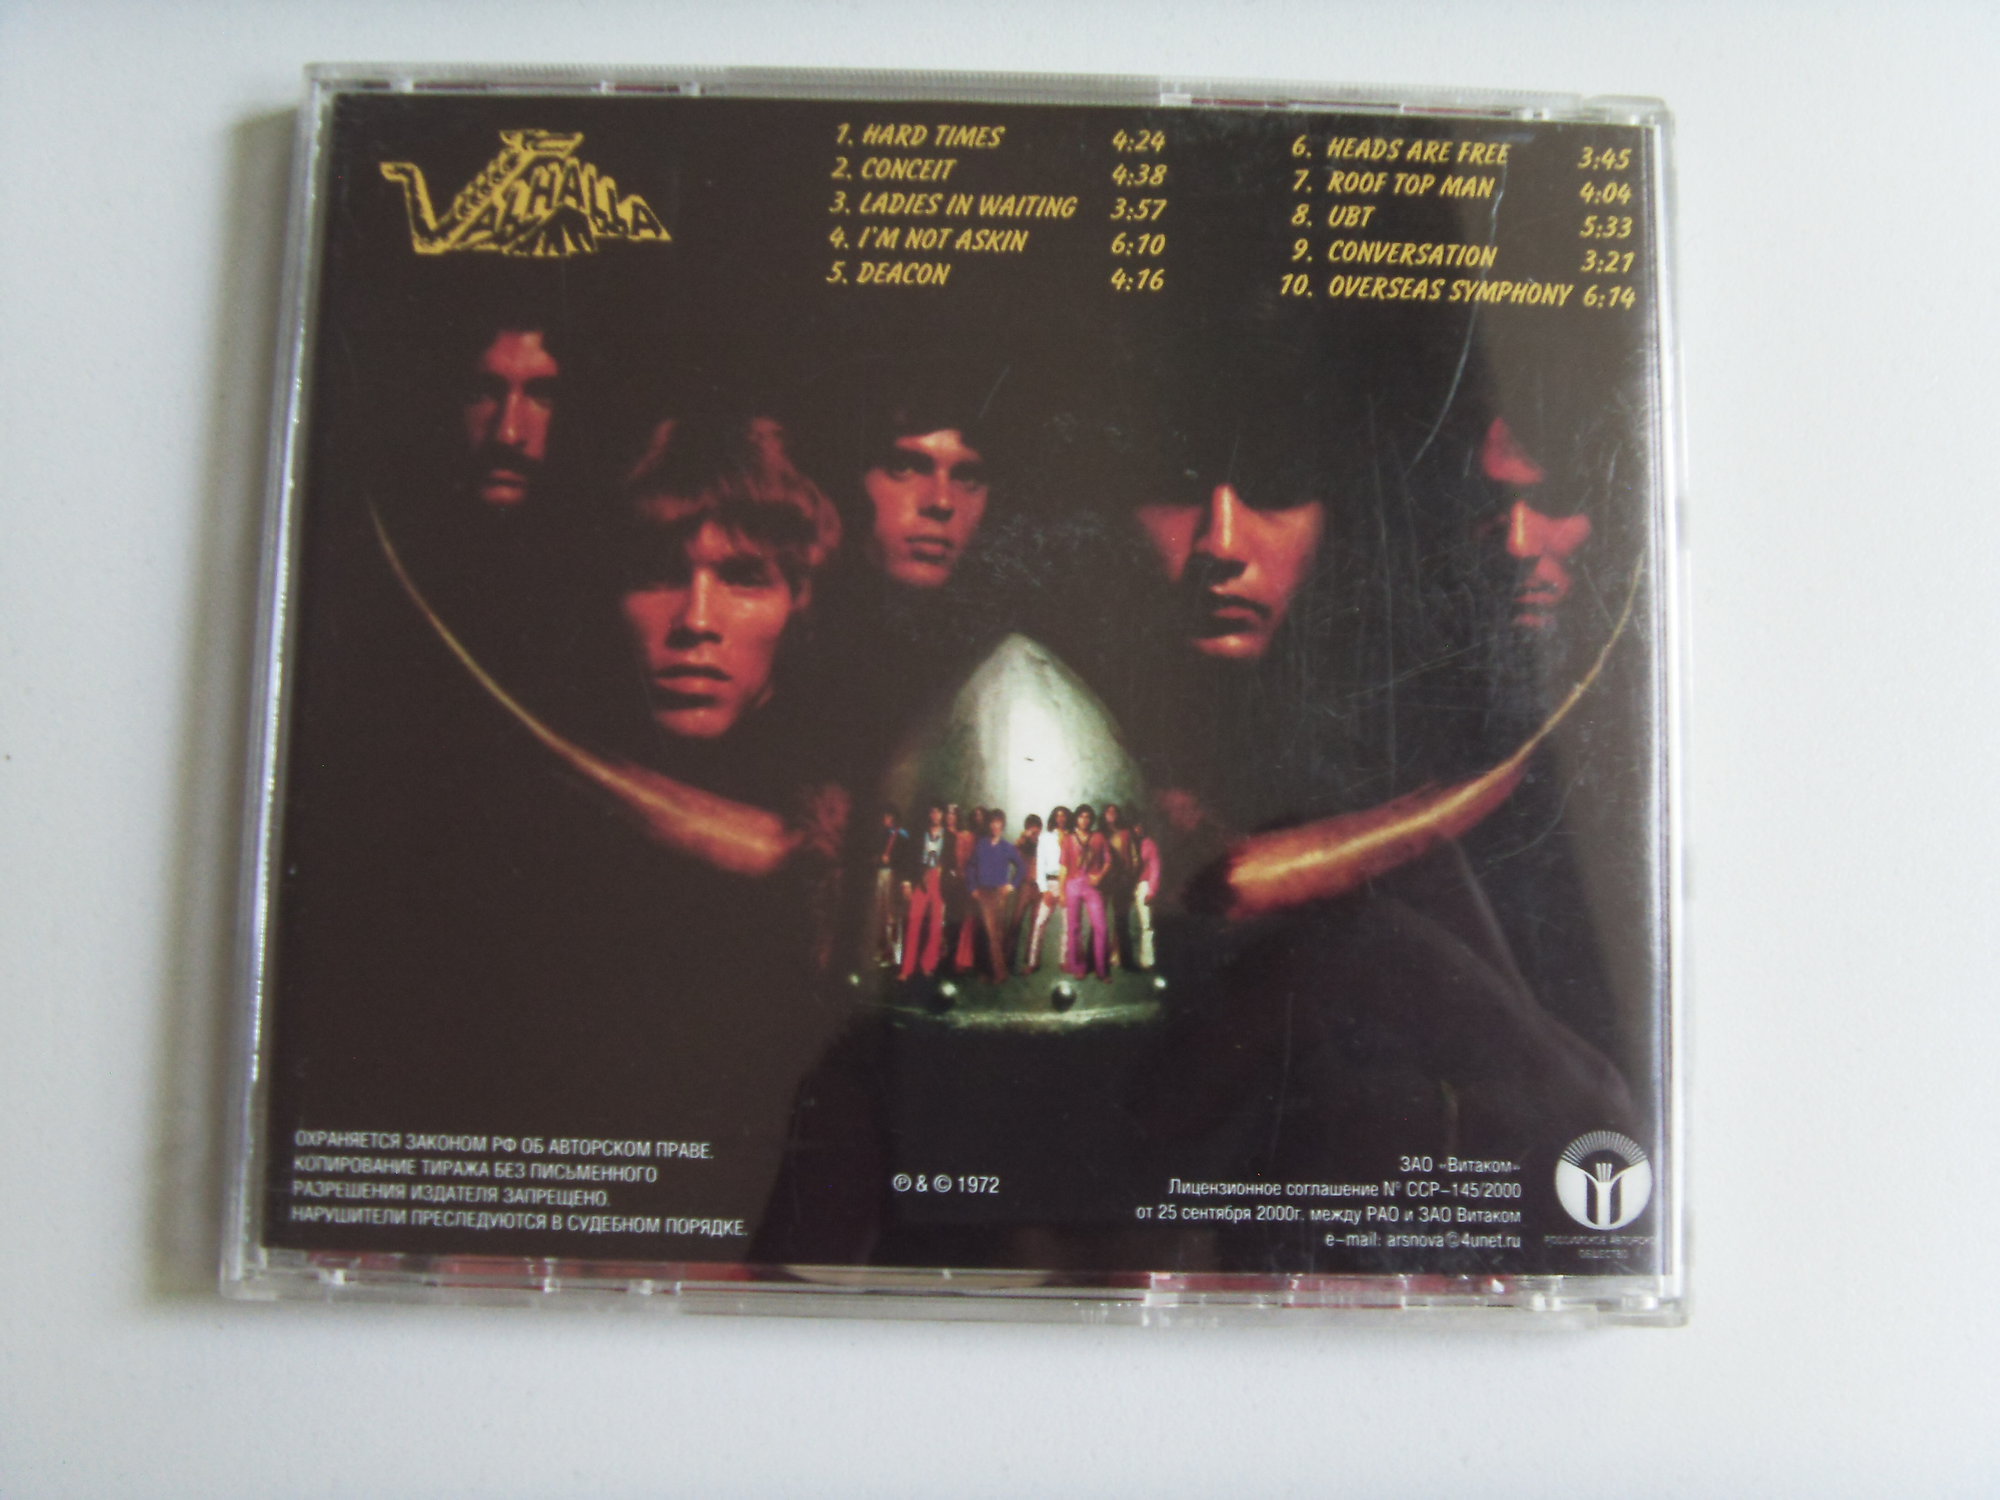 VALHALLA
1. HARD TIMES 4:24
2. CONCEIT 4:38
3. LADIES IN WAITING 3:57
4. I'M NOT ASKIN 6:10
5. DEACON 4:16
6. HEADS ARE FREE 3:45
7. ROOF TOP MAN 4:04
8. UBT 5:33
9. CONVERSATION 3:21
10. OVERSEAS SYMPHONY 6:14
ОХРАНЯЕТСЯ ЗАКОНОМ РФ ОБ АВТОРСКОМ ПРАВЕ.
КОПИРОВАНИЕ ТИРАЖА БЕЗ ПИСЬМЕННОГО
РАЗРЕШЕНИЯ ИЗДАТЕЛЯ ЗАПРЕЩЕНО.
НАРУШИТЕЛИ ПРЕСЛЕДУЮТСЯ В СУДЕБНОМ ПОРЯДКЕ.
℗ & © 1972
ЗАО «Витаком»
Лицензионное соглашение № ССР-145/2000
от 25 сентября 2000г. между РАО и ЗАО Витаком
e-mail: arsnova@4unet.ru
РОССИЙСКОЕ АВТОРСКО
ОБЩЕСТВО